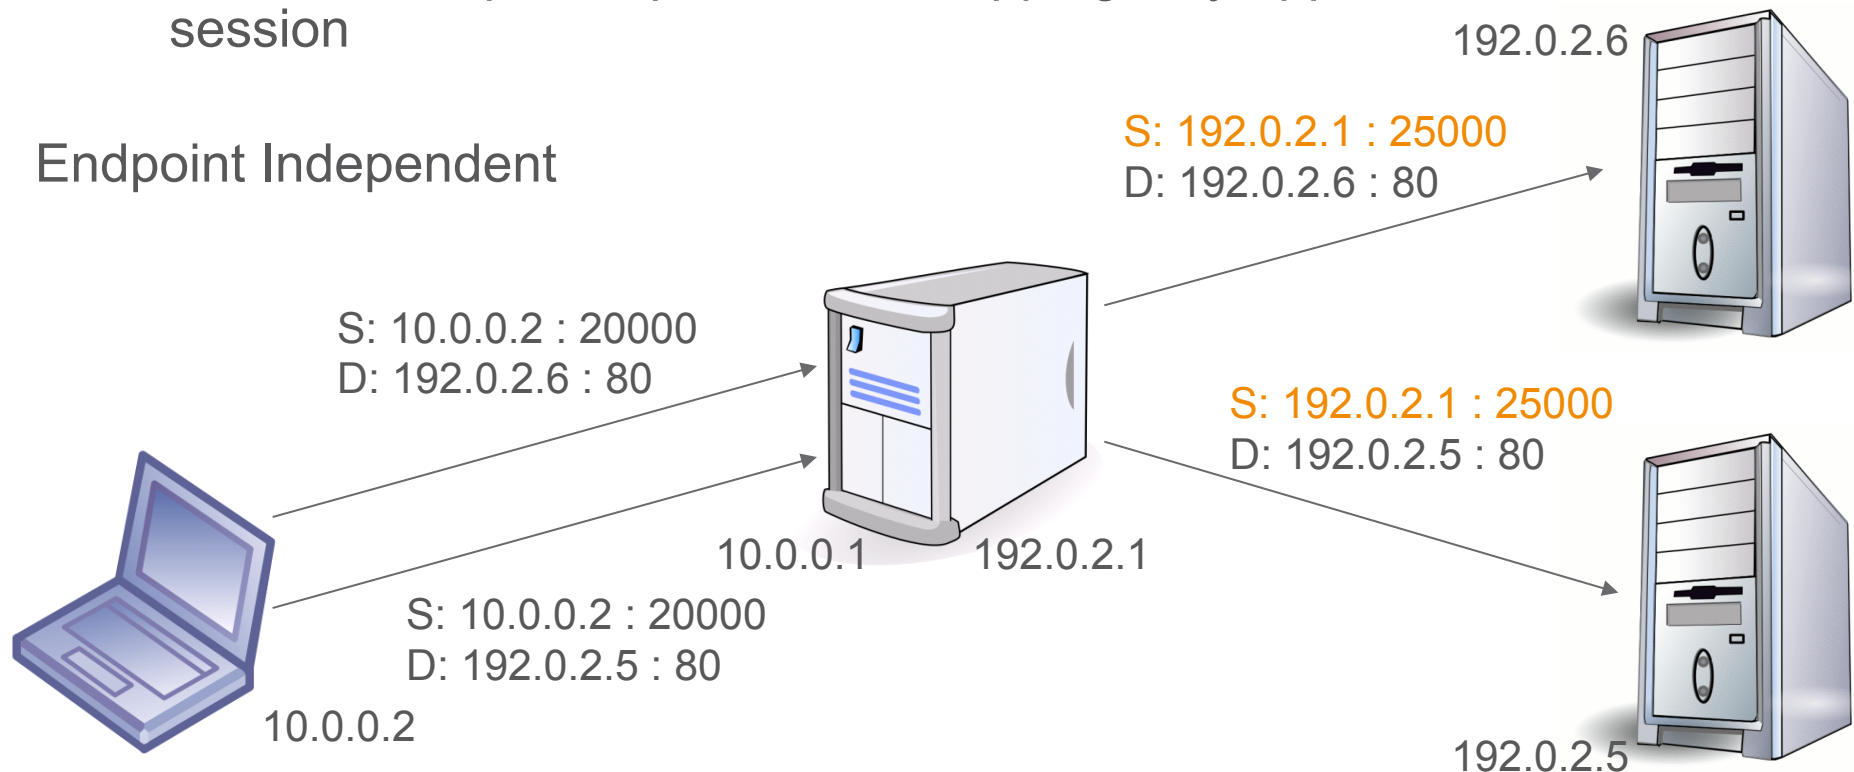 session
192.0.2.6
S: 192.0.2.1 : 25000
D: 192.0.2.6 : 80
Endpoint Independent
S: 10.0.0.2 : 20000
D: 192.0.2.6 : 80
S: 192.0.2.1 : 25000
D: 192.0.2.5 : 80
10.0.0.1 192.0.2.1
S: 10.0.0.2 : 20000
D: 192.0.2.5 : 80
10.0.0.2
192.0.2.5